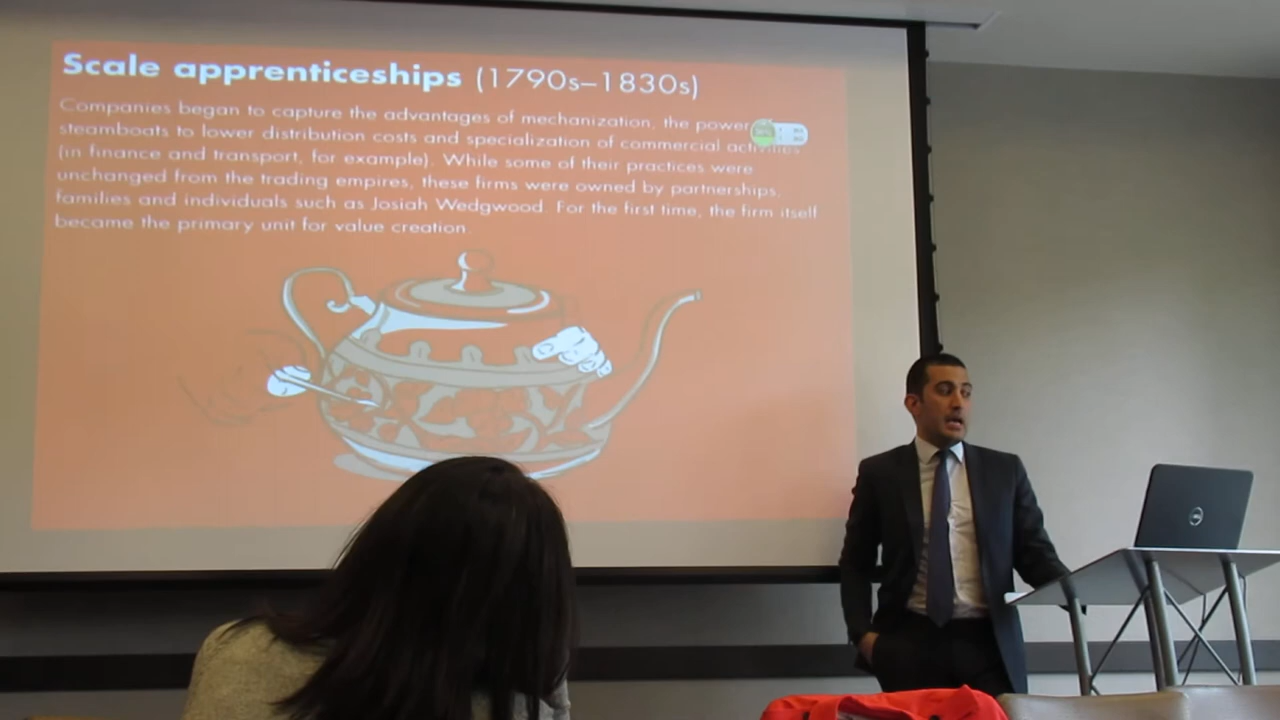 Scale apprenticeships (1790s–1830s)
Companies began to capture the advantages of mechanization, the power
steamboats to lower distribution costs and specialization of commercial activities
(in finance and transport, for example). While some of their practices were
unchanged from the trading empires, these firms were owned by partnerships,
families and individuals such as Josiah Wedgwood. For the first time, the firm itself
became the primary unit for value creation.
DELL